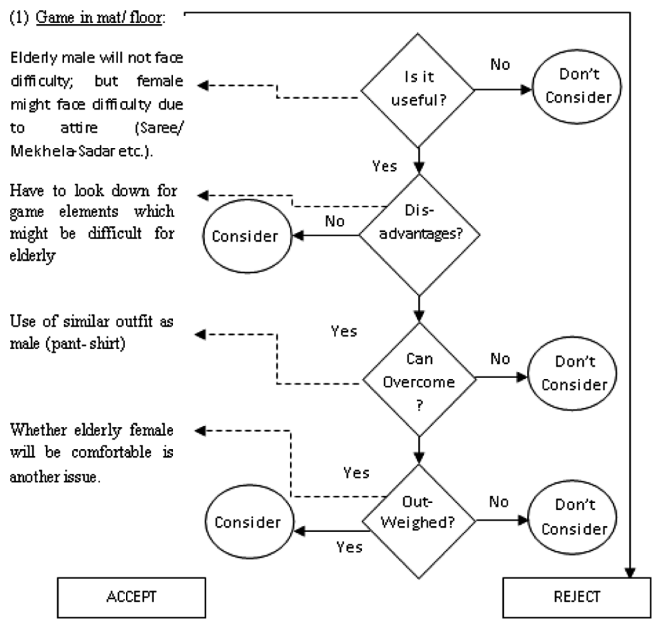 (1) Game in mat/ floor:
Elderly male will not face
difficulty; but female
might face difficulty due
to attire (Saree/
Mekhela-Sadar etc.).
Is it
useful?
No
Don't
Consider
Yes
Have to look down for
game elements which
might be difficult for
elderly
Dis-
advantages?
No
Consider
Use of similar outfit as
male (pant- shirt)
Yes
Can
Overcome
?
No
Don't
Consider
Whether elderly female
will be comfortable is
another issue.
Yes
Out-
Weighed?
No
Don't
Consider
Yes
Consider
ACCEPT
REJECT